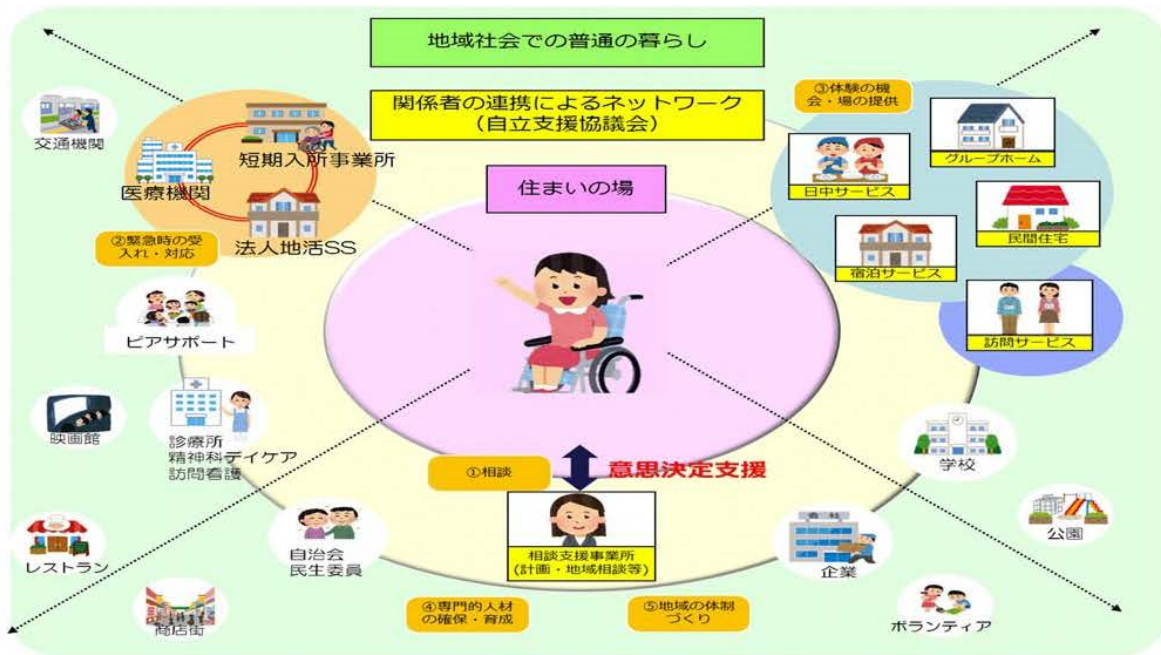 地域社会での普通の暮らし
関係者の連携によるネットワーク
(自立支援協議会)
住まいの場
③体験の機
会・場の提供
グループホーム
日中サービス
民間住宅
宿泊サービス
訪問サービス
交通機関
短期入所事業所
医療機関
法人地活SS
②緊急時の受
入れ・対応
ピアサポート
映画館
診療所
精神科デイケア
訪問看護
①相談
意思決定支援
相談支援事業所
(計画・地域相談等)
学校
公園
レストラン
自治会
民生委員
会社
企業
商店街
④専門的人材
の確保・育成
⑤地域の体制
づくり
ボランティア